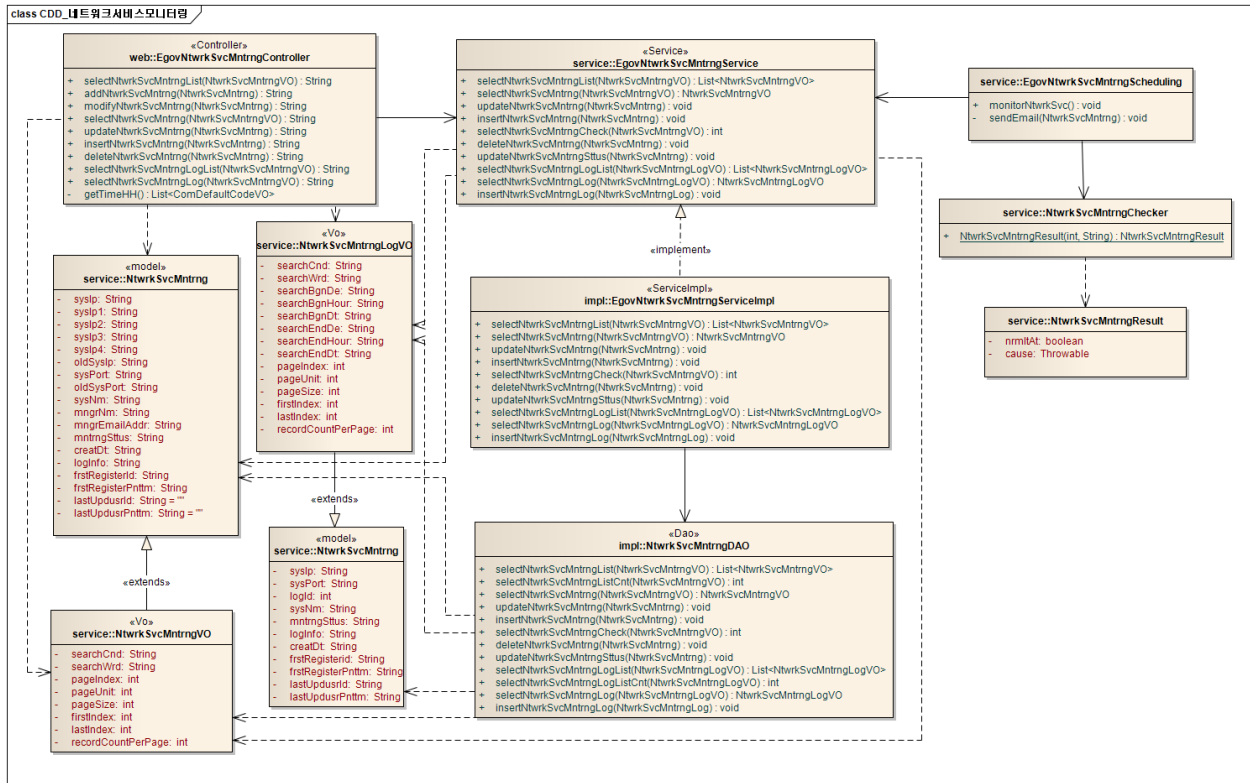 class CDD_네트워크서비스모니터링
«Controller»
web::EgovNtwrkSvcMntrngController
+ selectNtwrkSvcMntrngList(NtwrkSvcMntrngVO) : String
+ addNtwrkSvcMntrng(NtwrkSvcMntrng) : String
+ modifyNtwrkSvcMntrng(NtwrkSvcMntrng) : String
+ selectNtwrkSvcMntrng(NtwrkSvcMntrngVO) : String
+ updateNtwrkSvcMntrng(NtwrkSvcMntrng) : String
+ insertNtwrkSvcMntrng(NtwrkSvcMntrng) : String
+ deleteNtwrkSvcMntrng(NtwrkSvcMntrng) : String
+ selectNtwrkSvcMntrngLogList(NtwrkSvcMntrngVO) : String
+ selectNtwrkSvcMntrngLog(NtwrkSvcMntrngVO) : String
- getTimeHH() : List<ComDefaultCodeVO>
«Service»
service::EgovNtwrkSvcMntrngService
+ selectNtwrkSvcMntrngList(NtwrkSvcMntrngVO) : List<NtwrkSvcMntrngVO>
+ selectNtwrkSvcMntrng(NtwrkSvcMntrngVO) : NtwrkSvcMntrngVO
+ updateNtwrkSvcMntrng(NtwrkSvcMntrng) : void
+ insertNtwrkSvcMntrng(NtwrkSvcMntrng) : void
+ selectNtwrkSvcMntrngCheck(NtwrkSvcMntrngVO) : int
+ deleteNtwrkSvcMntrng(NtwrkSvcMntrng) : void
+ updateNtwrkSvcMntrngSttus(NtwrkSvcMntrng) : void
+ selectNtwrkSvcMntrngLogList(NtwrkSvcMntrngLogVO) : List<NtwrkSvcMntrngLogVO>
+ selectNtwrkSvcMntrngLog(NtwrkSvcMntrngLogVO) : NtwrkSvcMntrngLogVO
+ insertNtwrkSvcMntrngLog(NtwrkSvcMntrngLog) : void
service::EgovNtwrkSvcMntrngScheduling
+ monitorNtwrkSvc() : void
- sendEmail(NtwrkSvcMntrng) : void
service::NtwrkSvcMntrngChecker
+ NtwrkSvcMntrngResult(int, String) : NtwrkSvcMntrngResult
service::NtwrkSvcMntrngResult
- nrmltAt: boolean
- cause: Throwable
«Vo»
service::NtwrkSvcMntrngLogVO
- searchCnd: String
- searchWrd: String
- searchBgnDe: String
- searchBgnHour: String
- searchBgnDt: String
- searchEndDe: String
- searchEndHour: String
- searchEndDt: String
- pageIndex: int
- pageUnit: int
- pageSize: int
- firstIndex: int
- lastIndex: int
- recordCountPerPage: int
«model»
service::NtwrkSvcMntrng
- sysIp: String
- sysIp1: String
- sysIp2: String
- sysIp3: String
- sysIp4: String
- oldSysIp: String
- sysPort: String
- oldSysPort: String
- sysNm: String
- mngrNm: String
- mngrEmailAddr: String
- mntrngSttus: String
- creatDt: String
- logInfo: String
- frstRegisterId: String
- frstRegisterPnttm: String
- lastUpdusrId: String = ""
- lastUpdusrPnttm: String = ""
«implement»
«ServiceImpl»
impl::EgovNtwrkSvcMntrngServiceImpl
+ selectNtwrkSvcMntrngList(NtwrkSvcMntrngVO) : List<NtwrkSvcMntrngVO>
+ selectNtwrkSvcMntrng(NtwrkSvcMntrngVO) : NtwrkSvcMntrngVO
+ updateNtwrkSvcMntrng(NtwrkSvcMntrng) : void
+ insertNtwrkSvcMntrng(NtwrkSvcMntrng) : void
+ selectNtwrkSvcMntrngCheck(NtwrkSvcMntrngVO) : int
+ deleteNtwrkSvcMntrng(NtwrkSvcMntrng) : void
+ updateNtwrkSvcMntrngSttus(NtwrkSvcMntrng) : void
+ selectNtwrkSvcMntrngLogList(NtwrkSvcMntrngLogVO) : List<NtwrkSvcMntrngLogVO>
+ selectNtwrkSvcMntrngLog(NtwrkSvcMntrngLogVO) : NtwrkSvcMntrngLogVO
+ insertNtwrkSvcMntrngLog(NtwrkSvcMntrngLog) : void
«extends»
«model»
service::NtwrkSvcMntrng
- sysIp: String
- sysPort: String
- logId: String
- sysNm: String
- mntrngSttus: String
- logInfo: String
- creatDt: String
- frstRegisterid: String
- frstRegisterPnttm: String
- lastUpdusrId: String
- lastUpdusrPnttm: String
«Dao»
impl::NtwrkSvcMntrngDAO
+ selectNtwrkSvcMntrngList(NtwrkSvcMntrngVO) : List<NtwrkSvcMntrngVO>
+ selectNtwrkSvcMntrngListCnt(NtwrkSvcMntrngVO) : int
+ selectNtwrkSvcMntrng(NtwrkSvcMntrngVO) : NtwrkSvcMntrngVO
+ updateNtwrkSvcMntrng(NtwrkSvcMntrng) : void
+ insertNtwrkSvcMntrng(NtwrkSvcMntrng) : void
+ selectNtwrkSvcMntrngCheck(NtwrkSvcMntrngVO) : int
+ deleteNtwrkSvcMntrng(NtwrkSvcMntrng) : void
+ updateNtwrkSvcMntrngSttus(NtwrkSvcMntrng) : void
+ selectNtwrkSvcMntrngLogList(NtwrkSvcMntrngLogVO) : List<NtwrkSvcMntrngLogVO>
+ selectNtwrkSvcMntrngLogListCnt(NtwrkSvcMntrngLogVO) : int
+ selectNtwrkSvcMntrngLog(NtwrkSvcMntrngLogVO) : NtwrkSvcMntrngLogVO
+ insertNtwrkSvcMntrngLog(NtwrkSvcMntrngLog) : void
«extends»
«Vo»
service::NtwrkSvcMntrngVO
- searchCnd: String
- searchWrd: String
- pageIndex: int
- pageUnit: int
- pageSize: int
- firstIndex: int
- lastIndex: int
- recordCountPerPage: int